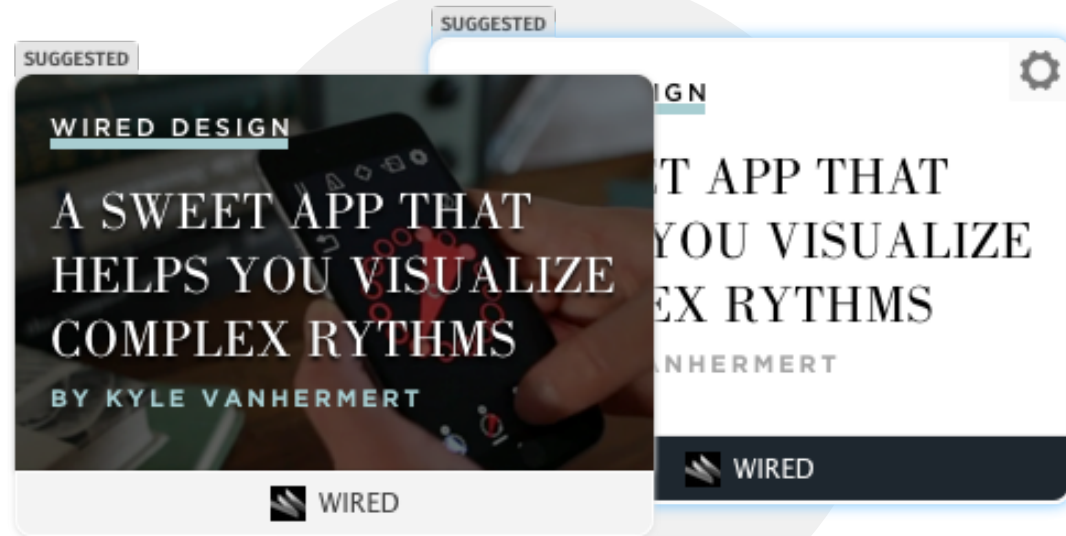 SUGGESTED
WIRED DESIGN
A SWEET APP THAT
HELPS YOU VISUALIZE
COMPLEX RYTHMS
BY KYLE VANHERMERT
WIRED
SUGGESTED
IGN
T APP THAT
YOU VISUALIZE
EX RYTHMS
ANHERMERT
WIRED